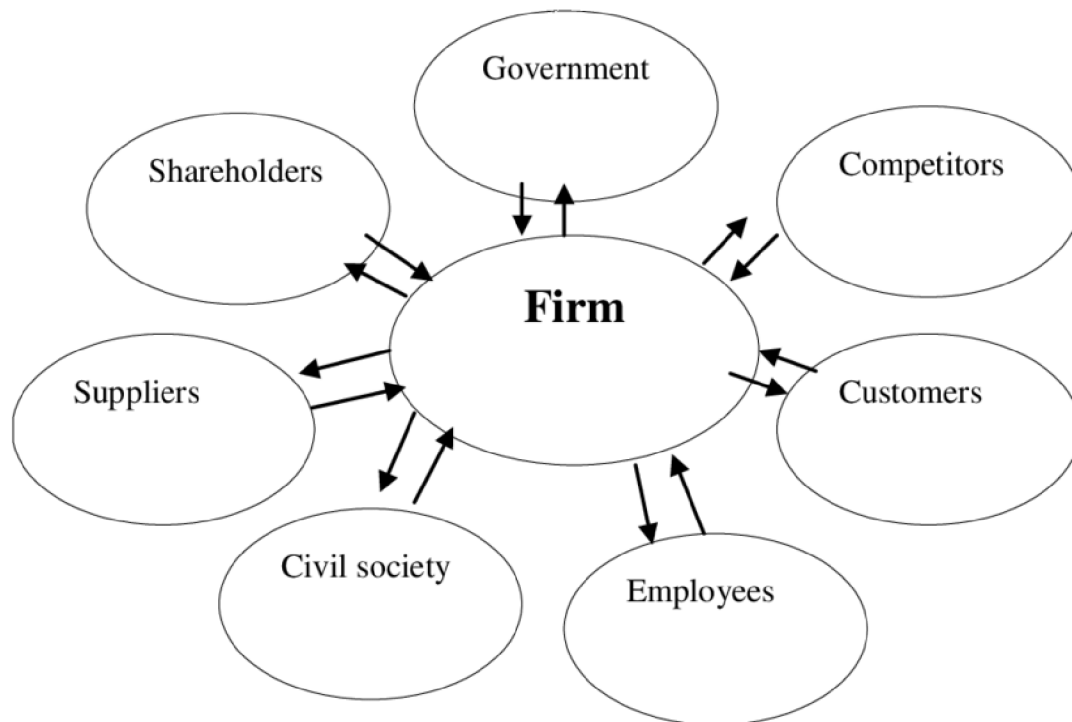 Government
Shareholders
Competitors
Firm
Suppliers
Customers
Civil society
Employees